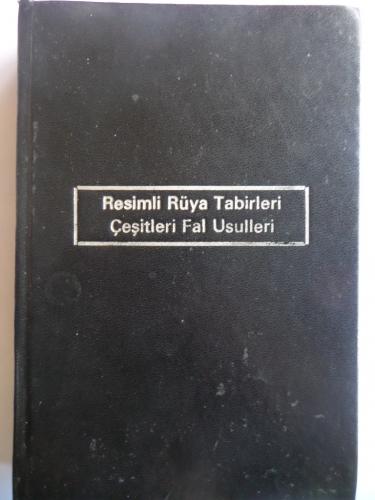 Resimli Rüya Tabirleri
Çeşitleri Fal Usulleri